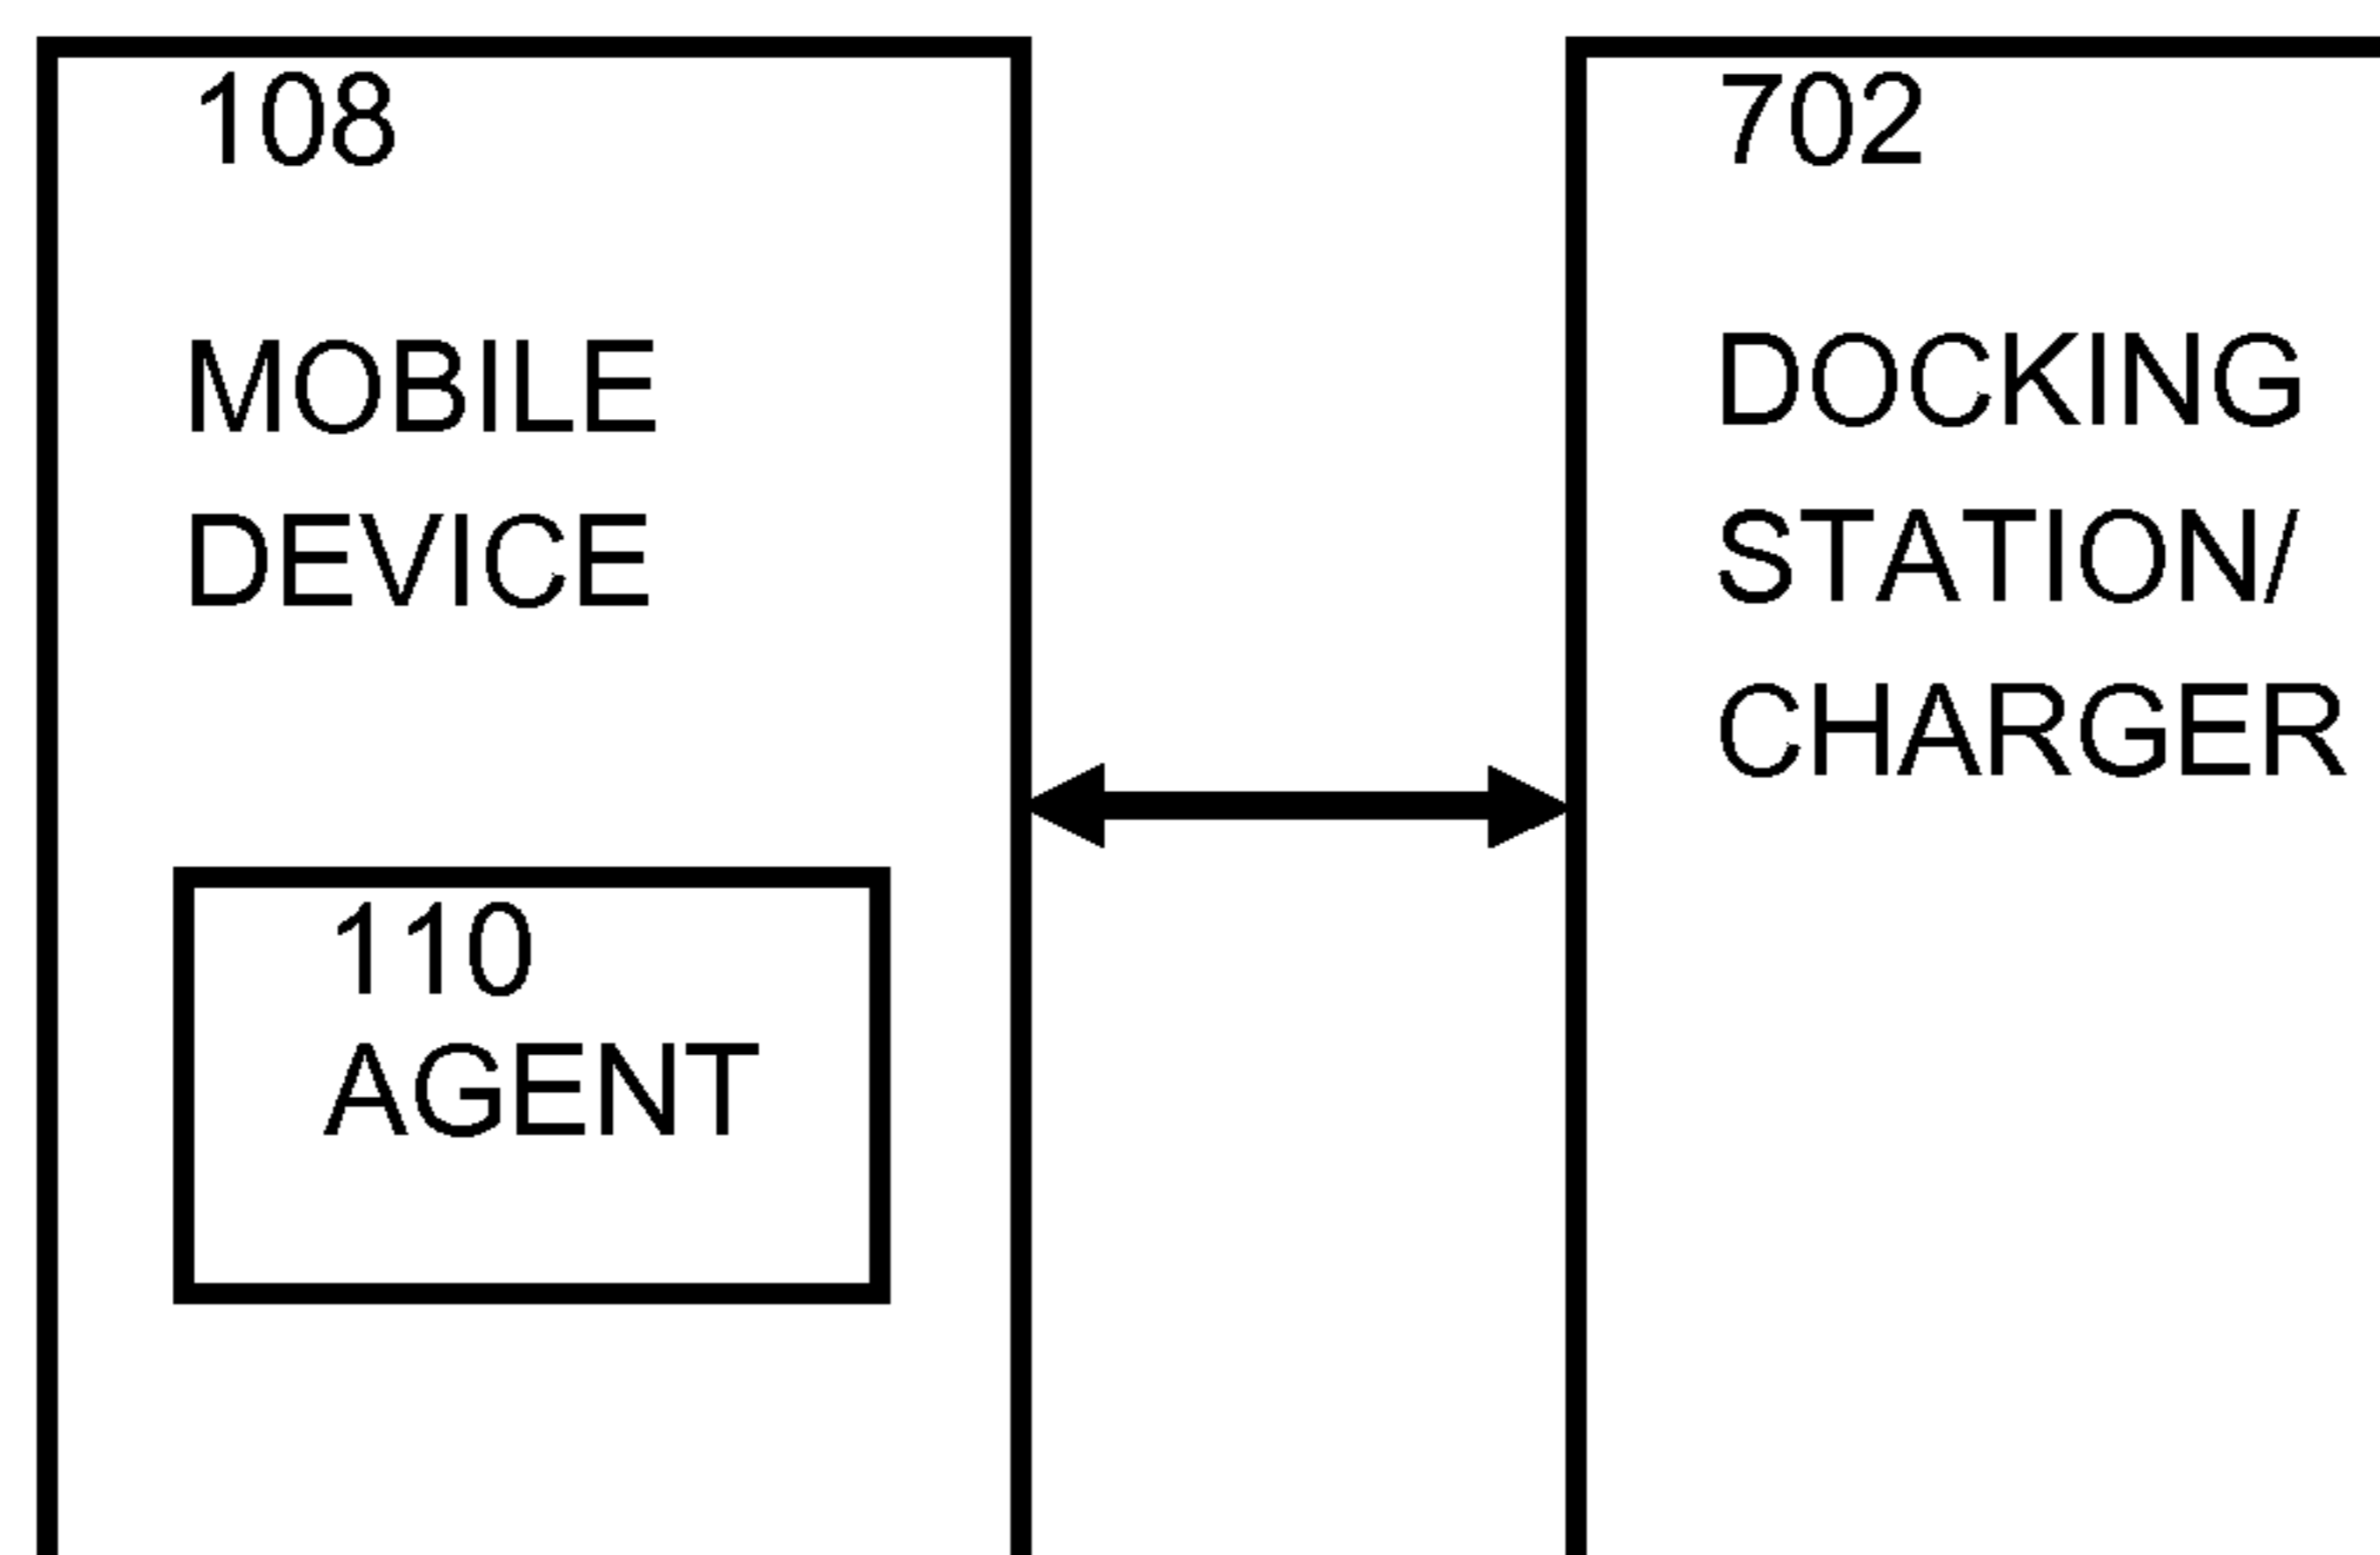 108
MOBILE
DEVICE
110
AGENT
702
DOCKING
STATION/
CHARGER